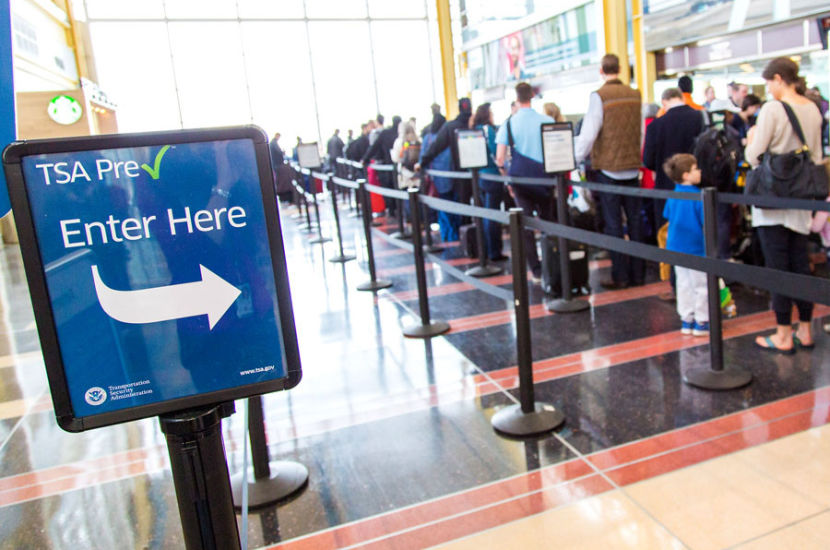 TSA Pre✓
Enter Here
Transportation
Security
Administration
www.tsa.gov